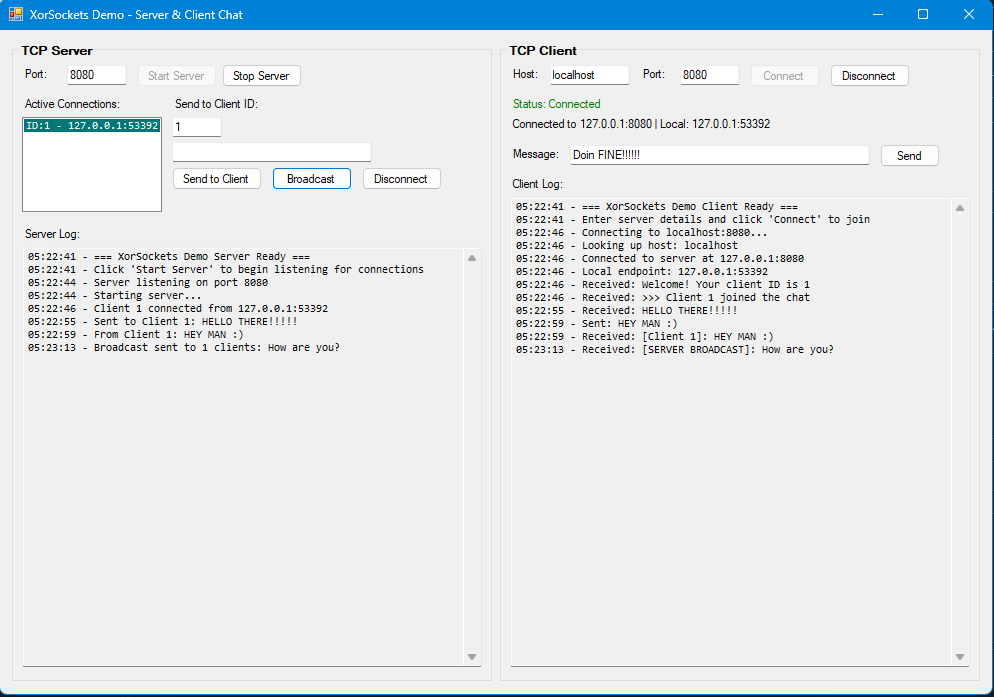 XorSockets Demo - Server & Client Chat
TCP Server
Port: 8080 Start Server Stop Server
Active Connections: Send to Client ID:
ID:1 - 127.0.0.1:53392 1
Send to Client Broadcast Disconnect
Server Log:
05:22:41 - === XorSockets Demo Server Ready ===
05:22:41 - Click 'Start Server' to begin listening for connections
05:22:44 - Server listening on port 8080
05:22:44 - Starting server...
05:22:46 - Client 1 connected from 127.0.0.1:53392
05:22:55 - Sent to Client 1: HELLO THERE!!!!!
05:22:59 - From Client 1: HEY MAN :)
05:23:13 - Broadcast sent to 1 clients: How are you?
TCP Client
Host: localhost Port: 8080 Connect Disconnect
Status: Connected
Connected to 127.0.0.1:8080 | Local: 127.0.0.1:53392
Message: Doin FINE!!!!!! Send
Client Log:
05:22:41 - === XorSockets Demo Client Ready ===
05:22:41 - Enter server details and click 'Connect' to join
05:22:46 - Connecting to localhost:8080...
05:22:46 - Looking up host: localhost
05:22:46 - Connected to server at 127.0.0.1:8080
05:22:46 - Local endpoint: 127.0.0.1:53392
05:22:46 - Received: Welcome! Your client ID is 1
05:22:46 - Received: >>> Client 1 joined the chat
05:22:55 - Received: HELLO THERE!!!!!
05:22:59 - Sent: HEY MAN :)
05:22:59 - Received: [Client 1]: HEY MAN :)
05:23:13 - Received: [SERVER BROADCAST]: How are you?